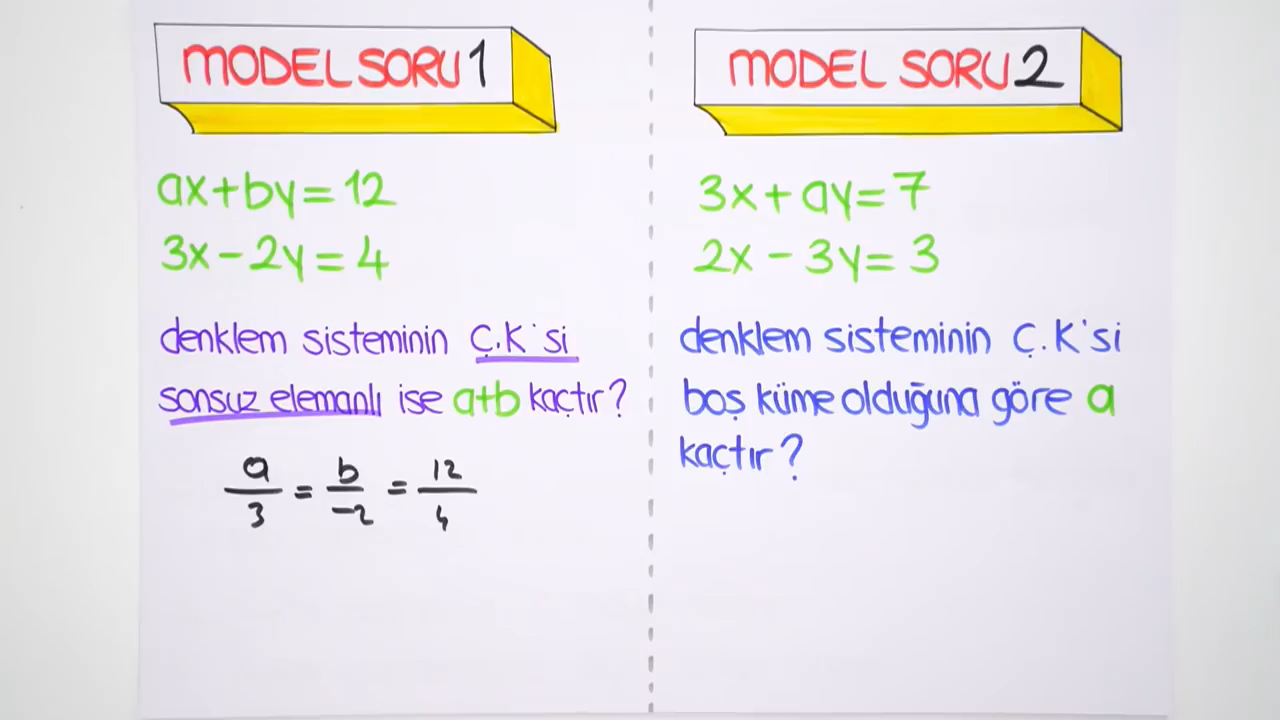 MODEL SORU 1
ax+by=12
3x-2y=4
denklem sisteminin Ç.K'si
sonsuz elemanlı ise a+b kaçtır?
a/3 = b/-2 = 12/4
MODEL SORU 2
3x+ay=7
2x-3y=3
denklem sisteminin Ç.K'si
boş küme olduğuna göre a
kaçtır?